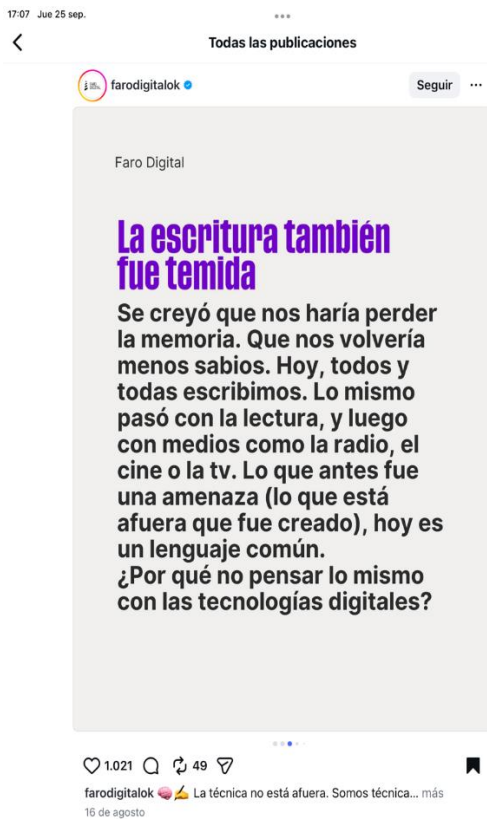 17:07 Jue 25 sep.
Todas las publicaciones
farodigitalok
Seguir
Faro Digital
La escritura también
fue temida
Se creyó que nos haría perder
la memoria. Que nos volvería
menos sabios. Hoy, todos y
todas escribimos. Lo mismo
pasó con la lectura, y luego
con medios como la radio, el
cine o la tv. Lo que antes fue
una amenaza (lo que está
afuera que fue creado), hoy es
un lenguaje común.
¿Por qué no pensar lo mismo
con las tecnologías digitales?
1.021 49
farodigitalok 🧠✍️ La técnica no está afuera. Somos técnica... más
16 de agosto